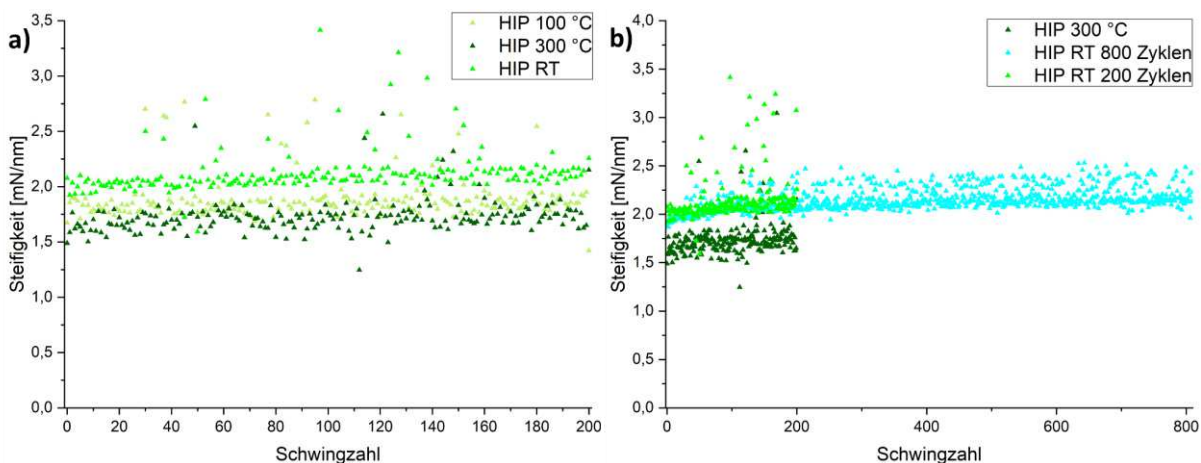 a)
HIP 100 °C
HIP 300 °C
HIP RT
3,5
3,0
2,5
2,0
1,5
1,0
0,5
0,0
Steifigkeit [mN/nm]
0 20 40 60 80 100 120 140 160 180 200
Schwingzahl
b)
HIP 300 °C
HIP RT 800 Zyklen
HIP RT 200 Zyklen
4,0
3,5
3,0
2,5
2,0
1,5
1,0
0,5
0,0
Steifigkeit [mN/nm]
0 200 400 600 800
Schwingzahl